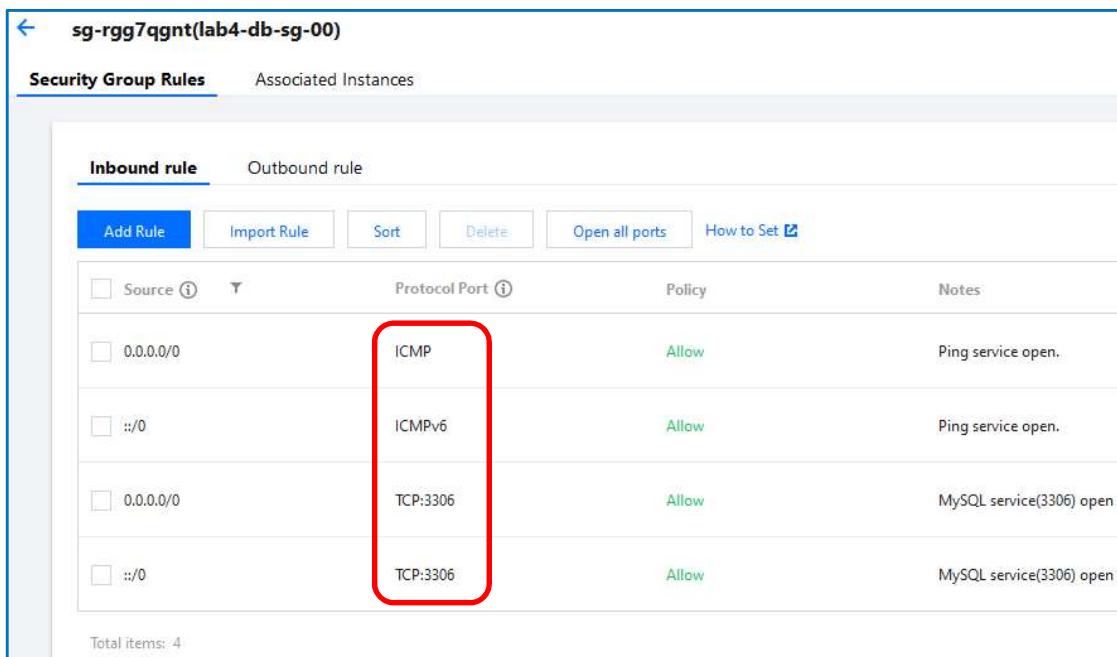 sg-rgg7qgnt(lab4-db-sg-00)
Security Group Rules Associated Instances
Inbound rule Outbound rule
Add Rule Import Rule Sort Delete Open all ports How to Set
Source Protocol Port Policy Notes
0.0.0.0/0 ICMP Allow Ping service open.
::/0 ICMPv6 Allow Ping service open.
0.0.0.0/0 TCP:3306 Allow MySQL service(3306) open
::/0 TCP:3306 Allow MySQL service(3306) open
Total items: 4